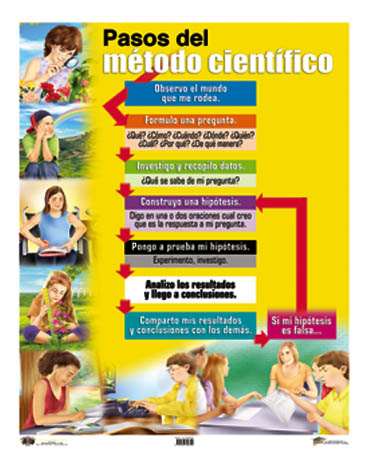 Pasos del
método científico
Observo el mundo
que me rodea.
Formulo una pregunta.
¿Qué? ¿Cómo? ¿Cuándo? ¿Dónde? ¿Quién?
¿Cuál? ¿Por qué? ¿De qué manera?
Investigo y recopilo datos.
¿Qué se sabe de mi pregunta?
Construyo una hipótesis.
Digo en una o dos oraciones cual creo
que es la respuesta a mi pregunta.
Pongo a prueba mi hipótesis.
Experimento, investigo.
Analizo los resultados
y llego a conclusiones.
Comparto mis resultados
y conclusiones con los demás.
Si mi hipótesis
es falsa...